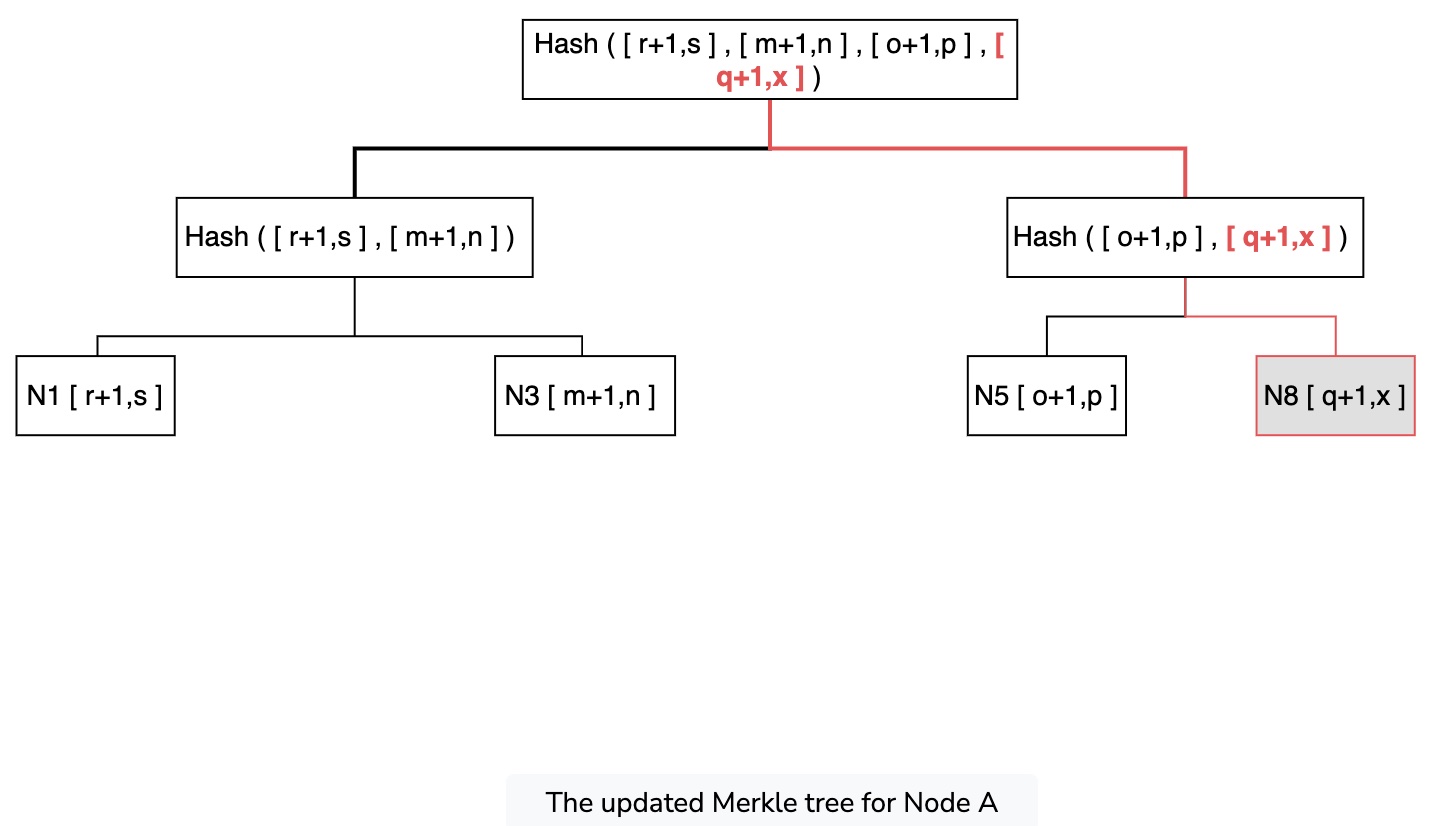 Hash ( [ r+1,s ] , [ m+1,n ] , [ o+1,p ] , [
q+1,x ] )
Hash ( [ r+1,s ] , [ m+1,n ] )
Hash ( [ o+1,p ] , [ q+1,x ] )
N1 [ r+1,s ]
N3 [ m+1,n ]
N5 [ o+1,p ]
N8 [ q+1,x ]
The updated Merkle tree for Node A